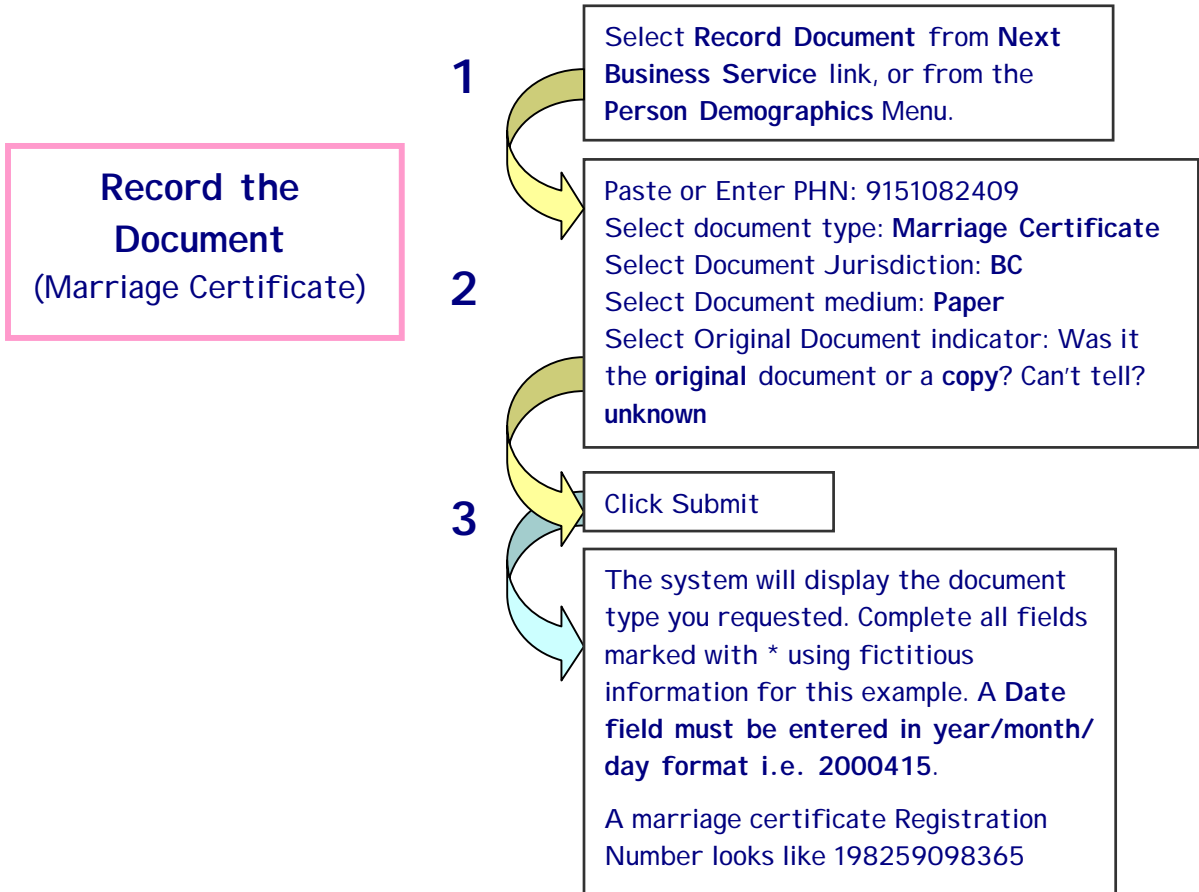 Record the
Document
(Marriage Certificate)
1
Select Record Document from Next
Business Service link, or from the
Person Demographics Menu.
2
Paste or Enter PHN: 9151082409
Select document type: Marriage Certificate
Select Document Jurisdiction: BC
Select Document medium: Paper
Select Original Document indicator: Was it
the original document or a copy? Can't tell?
unknown
3
Click Submit
The system will display the document
type you requested. Complete all fields
marked with * using fictitious
information for this example. A Date
field must be entered in year/month/
day format i.e. 2000415.
A marriage certificate Registration
Number looks like 198259098365